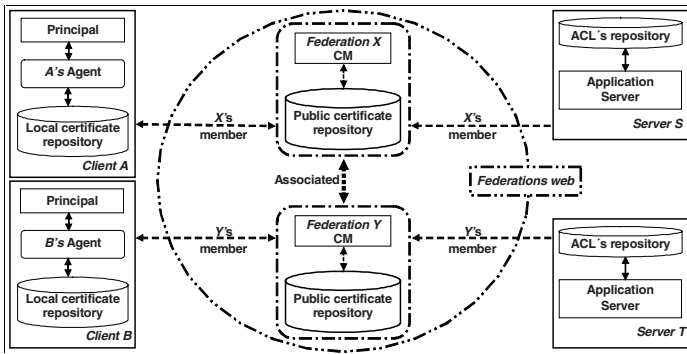 Principal
A's Agent
Local certificate
repository
Client A
Principal
B's Agent
Local certificate
repository
Client B
X's
member
Y's
member
Federation X
CM
Public certificate
repository
Associated
Federation Y
CM
Public certificate
repository
X's
member
Federations web
Y's
member
ACL´s repository
Application
Server
Server S
ACL´s repository
Application
Server
Server T